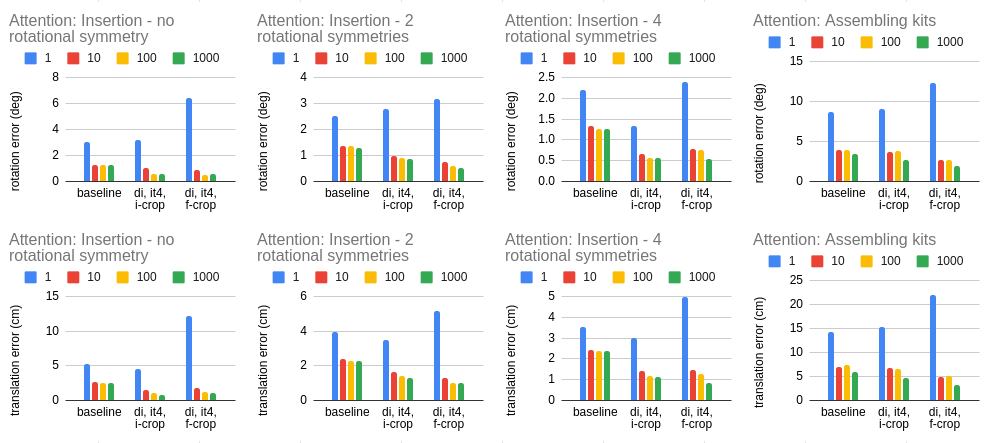 Attention: Insertion - no
rotational symmetry
1 10 100 1000
rotation error (deg)
8
6
4
2
0
baseline
di, it4,
i-crop
di, it4,
f-crop
Attention: Insertion - 2
rotational symmetries
1 10 100 1000
rotation error (deg)
4
3
2
1
0
baseline
di, it4,
i-crop
di, it4,
f-crop
Attention: Insertion - 4
rotational symmetries
1 10 100 1000
rotation error (deg)
2.5
2.0
1.5
1.0
0.5
0.0
baseline
di, it4,
i-crop
di, it4,
f-crop
Attention: Assembling kits
1 10 100 1000
rotation error (deg)
15
10
5
0
baseline
di, it4,
i-crop
di, it4,
f-crop
Attention: Insertion - no
rotational symmetry
1 10 100 1000
translation error (cm)
15
10
5
0
baseline
di, it4,
i-crop
di, it4,
f-crop
Attention: Insertion - 2
rotational symmetries
1 10 100 1000
translation error (cm)
6
4
2
0
baseline
di, it4,
i-crop
di, it4,
f-crop
Attention: Insertion - 4
rotational symmetries
1 10 100 1000
translation error (cm)
5
4
3
2
1
0
baseline
di, it4,
i-crop
di, it4,
f-crop
Attention: Assembling kits
1 10 100 1000
translation error (cm)
25
20
15
10
5
0
baseline
di, it4,
i-crop
di, it4,
f-crop